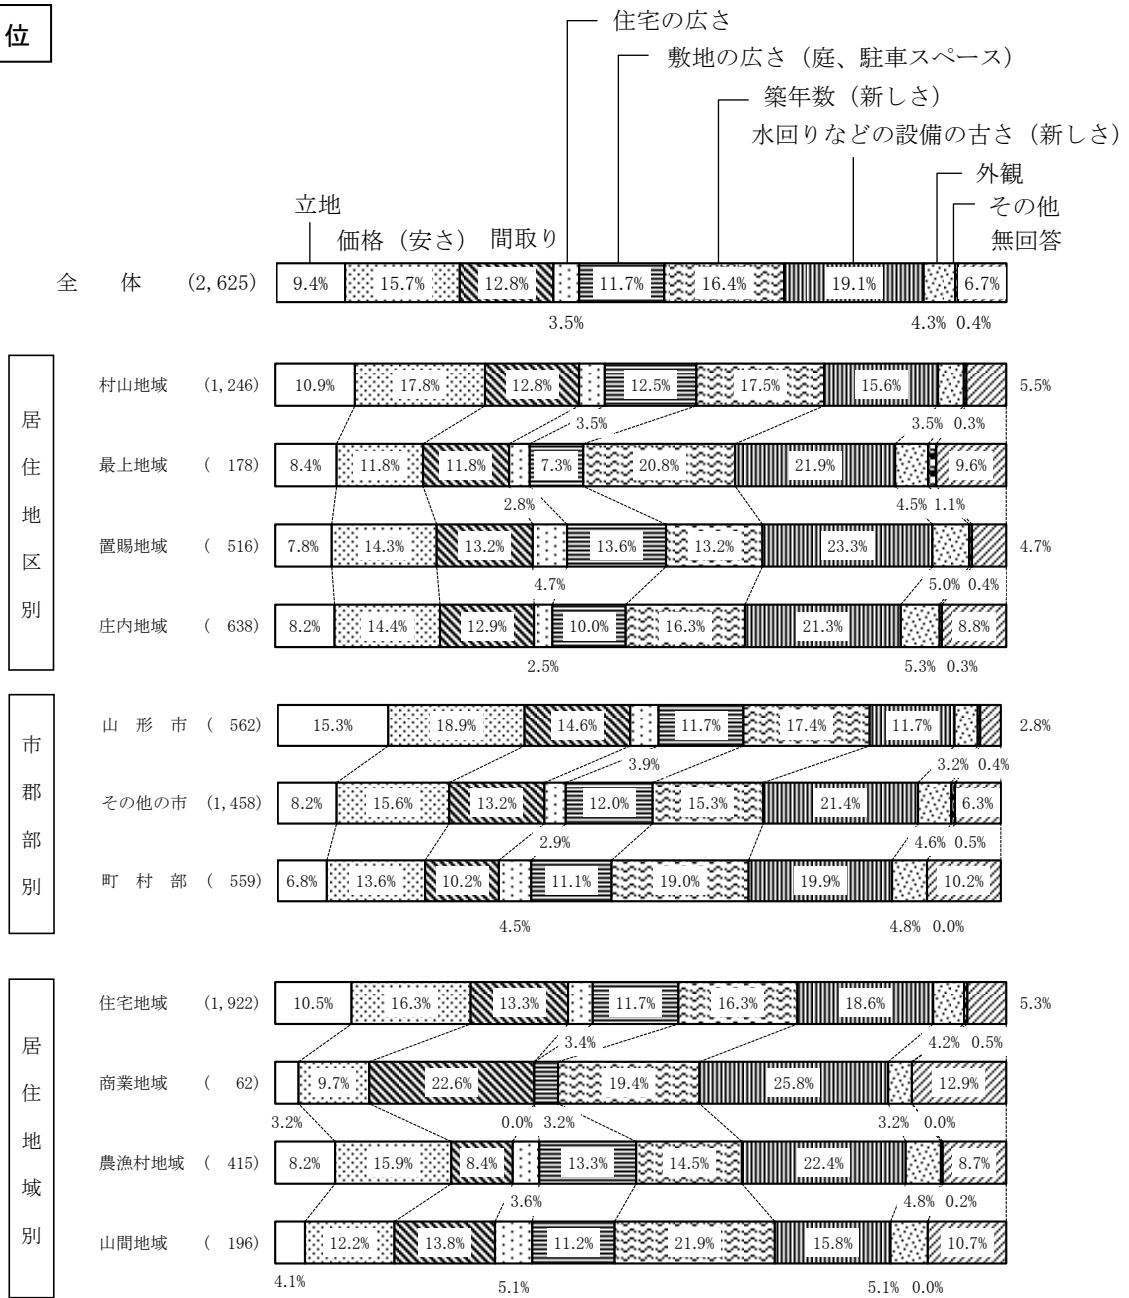 位
住宅の広さ
敷地の広さ（庭、駐車スペース）
築年数（新しさ）
水回りなどの設備の古さ（新しさ）
外観
立地
その他
価格（安さ）
間取り
無回答
全体 (2,625) 9.4% 15.7% 12.8% 11.7% 16.4% 19.1% 6.7%
3.5% 4.3% 0.4%
居住地区別
村山地域 (1,246) 10.9% 17.8% 12.8% 12.5% 17.5% 15.6% 5.5%
3.5% 3.5% 0.3%
最上地域 ( 178) 8.4% 11.8% 11.8% 7.3% 20.8% 21.9% 9.6%
2.8% 4.5% 1.1%
置賜地域 ( 516) 7.8% 14.3% 13.2% 13.6% 13.2% 23.3% 4.7%
4.7% 5.0% 0.4%
庄内地域 ( 638) 8.2% 14.4% 12.9% 10.0% 16.3% 21.3% 8.8%
2.5% 5.3% 0.3%
市郡部別
山形市 ( 562) 15.3% 18.9% 14.6% 11.7% 17.4% 11.7% 2.8%
3.9% 3.2% 0.4%
その他の市 (1,458) 8.2% 15.6% 13.2% 12.0% 15.3% 21.4% 6.3%
2.9% 4.6% 0.5%
町村部 ( 559) 6.8% 13.6% 10.2% 11.1% 19.0% 19.9% 10.2%
4.5% 4.8% 0.0%
居住地域別
住宅地域 (1,922) 10.5% 16.3% 13.3% 11.7% 16.3% 18.6% 5.3%
3.4% 4.2% 0.5%
商業地域 ( 62) 9.7% 22.6% 19.4% 25.8% 12.9%
3.2% 0.0% 3.2% 3.2% 0.0%
農漁村地域 ( 415) 8.2% 15.9% 8.4% 13.3% 14.5% 22.4% 8.7%
3.6% 4.8% 0.2%
山間地域 ( 196) 12.2% 13.8% 11.2% 21.9% 15.8% 10.7%
4.1% 5.1% 5.1% 0.0%